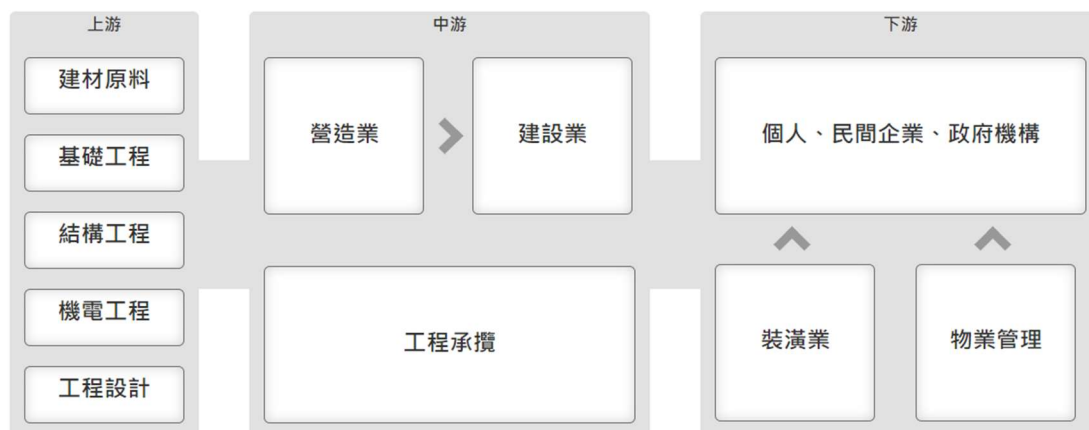 上游
建材原料
基礎工程
結構工程
機電工程
工程設計
中游
營造業
建設業
工程承攬
下游
個人、民間企業、政府機構
裝潢業
物業管理